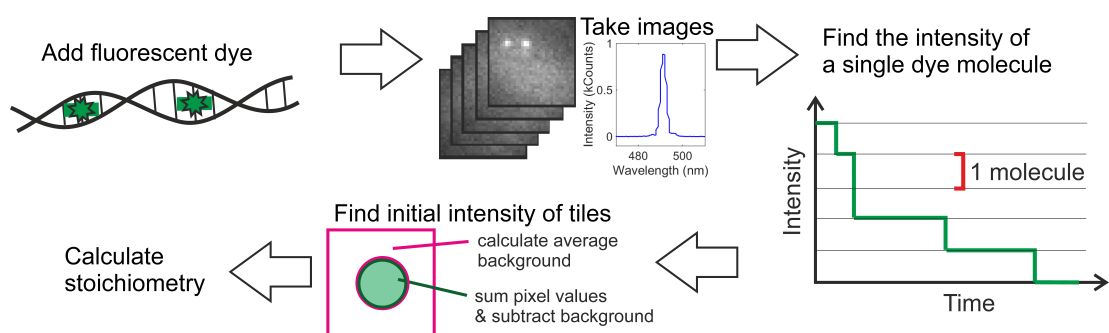 Add fluorescent dye
Take images
Intensity (kCounts)
1
0.5
0
480
500
Wavelength (nm)
Find the intensity of
a single dye molecule
Intensity
1 molecule
Time
Find initial intensity of tiles
calculate average
background
sum pixel values
& subtract background
Calculate
stoichiometry